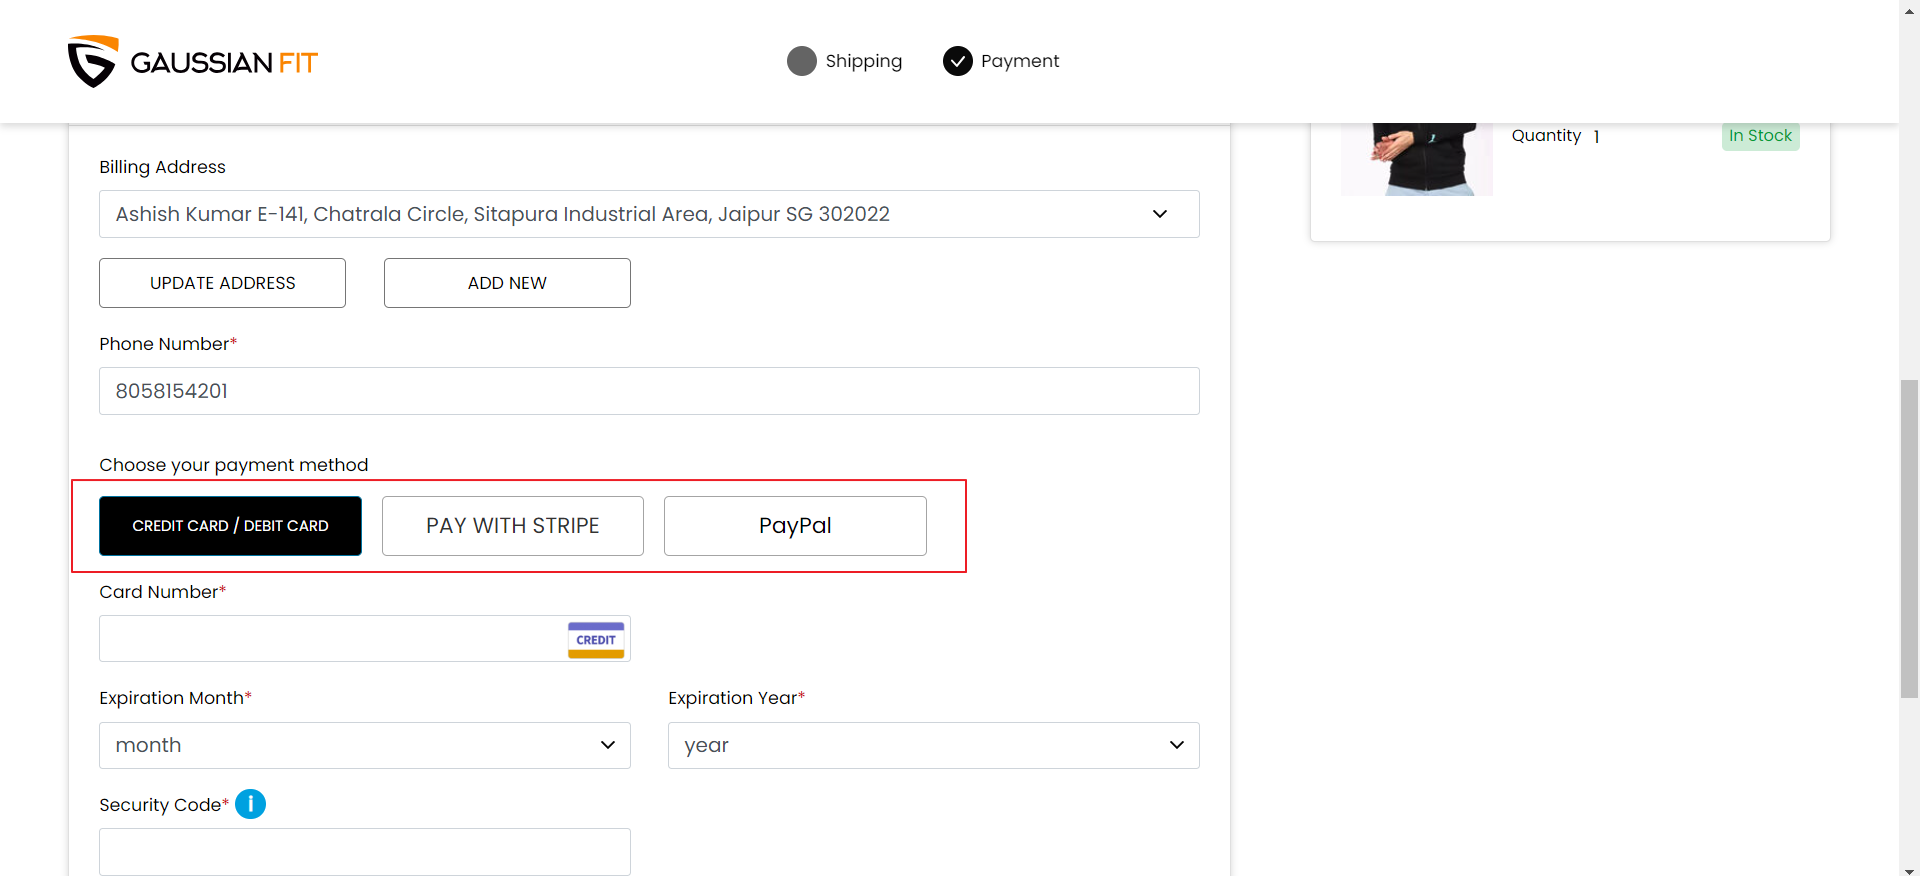 GAUSSIAN FIT
Shipping
Payment
Quantity 1
In Stock
Billing Address
Ashish Kumar E-141, Chatrala Circle, Sitapura Industrial Area, Jaipur SG 302022
UPDATE ADDRESS
ADD NEW
Phone Number*
8058154201
Choose your payment method
CREDIT CARD / DEBIT CARD
PAY WITH STRIPE
PayPal
Card Number*
CREDIT
Expiration Month*
Expiration Year*
month
year
Security Code* i